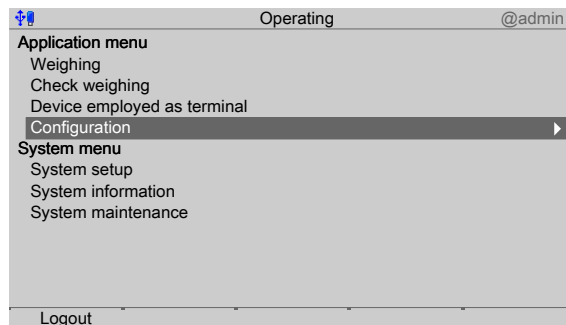 Operating @admin
Application menu
Weighing
Check weighing
Device employed as terminal
Configuration
System menu
System setup
System information
System maintenance
Logout